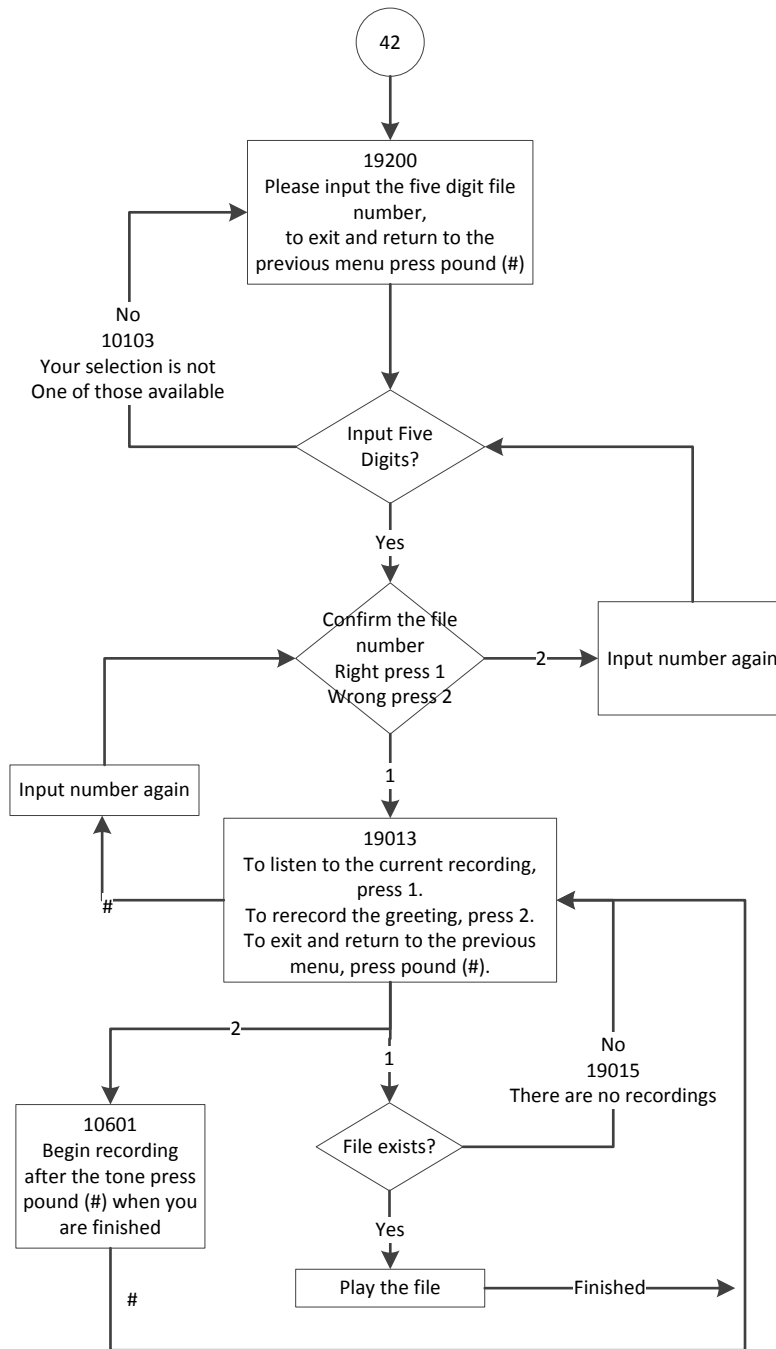 42
19200
Please input the five digit file
number,
to exit and return to the
previous menu press pound (#)
No
10103
Your selection is not
One of those available
Input Five
Digits?
Yes
Confirm the file
number
Right press 1
Wrong press 2
2
Input number again
1
Input number again
19013
To listen to the current recording,
press 1.
To rerecord the greeting, press 2.
To exit and return to the previous
menu, press pound (#).
#
2
1
No
19015
There are no recordings
10601
Begin recording
after the tone press
pound (#) when you
are finished
File exists?
Yes
Play the file
Finished
#